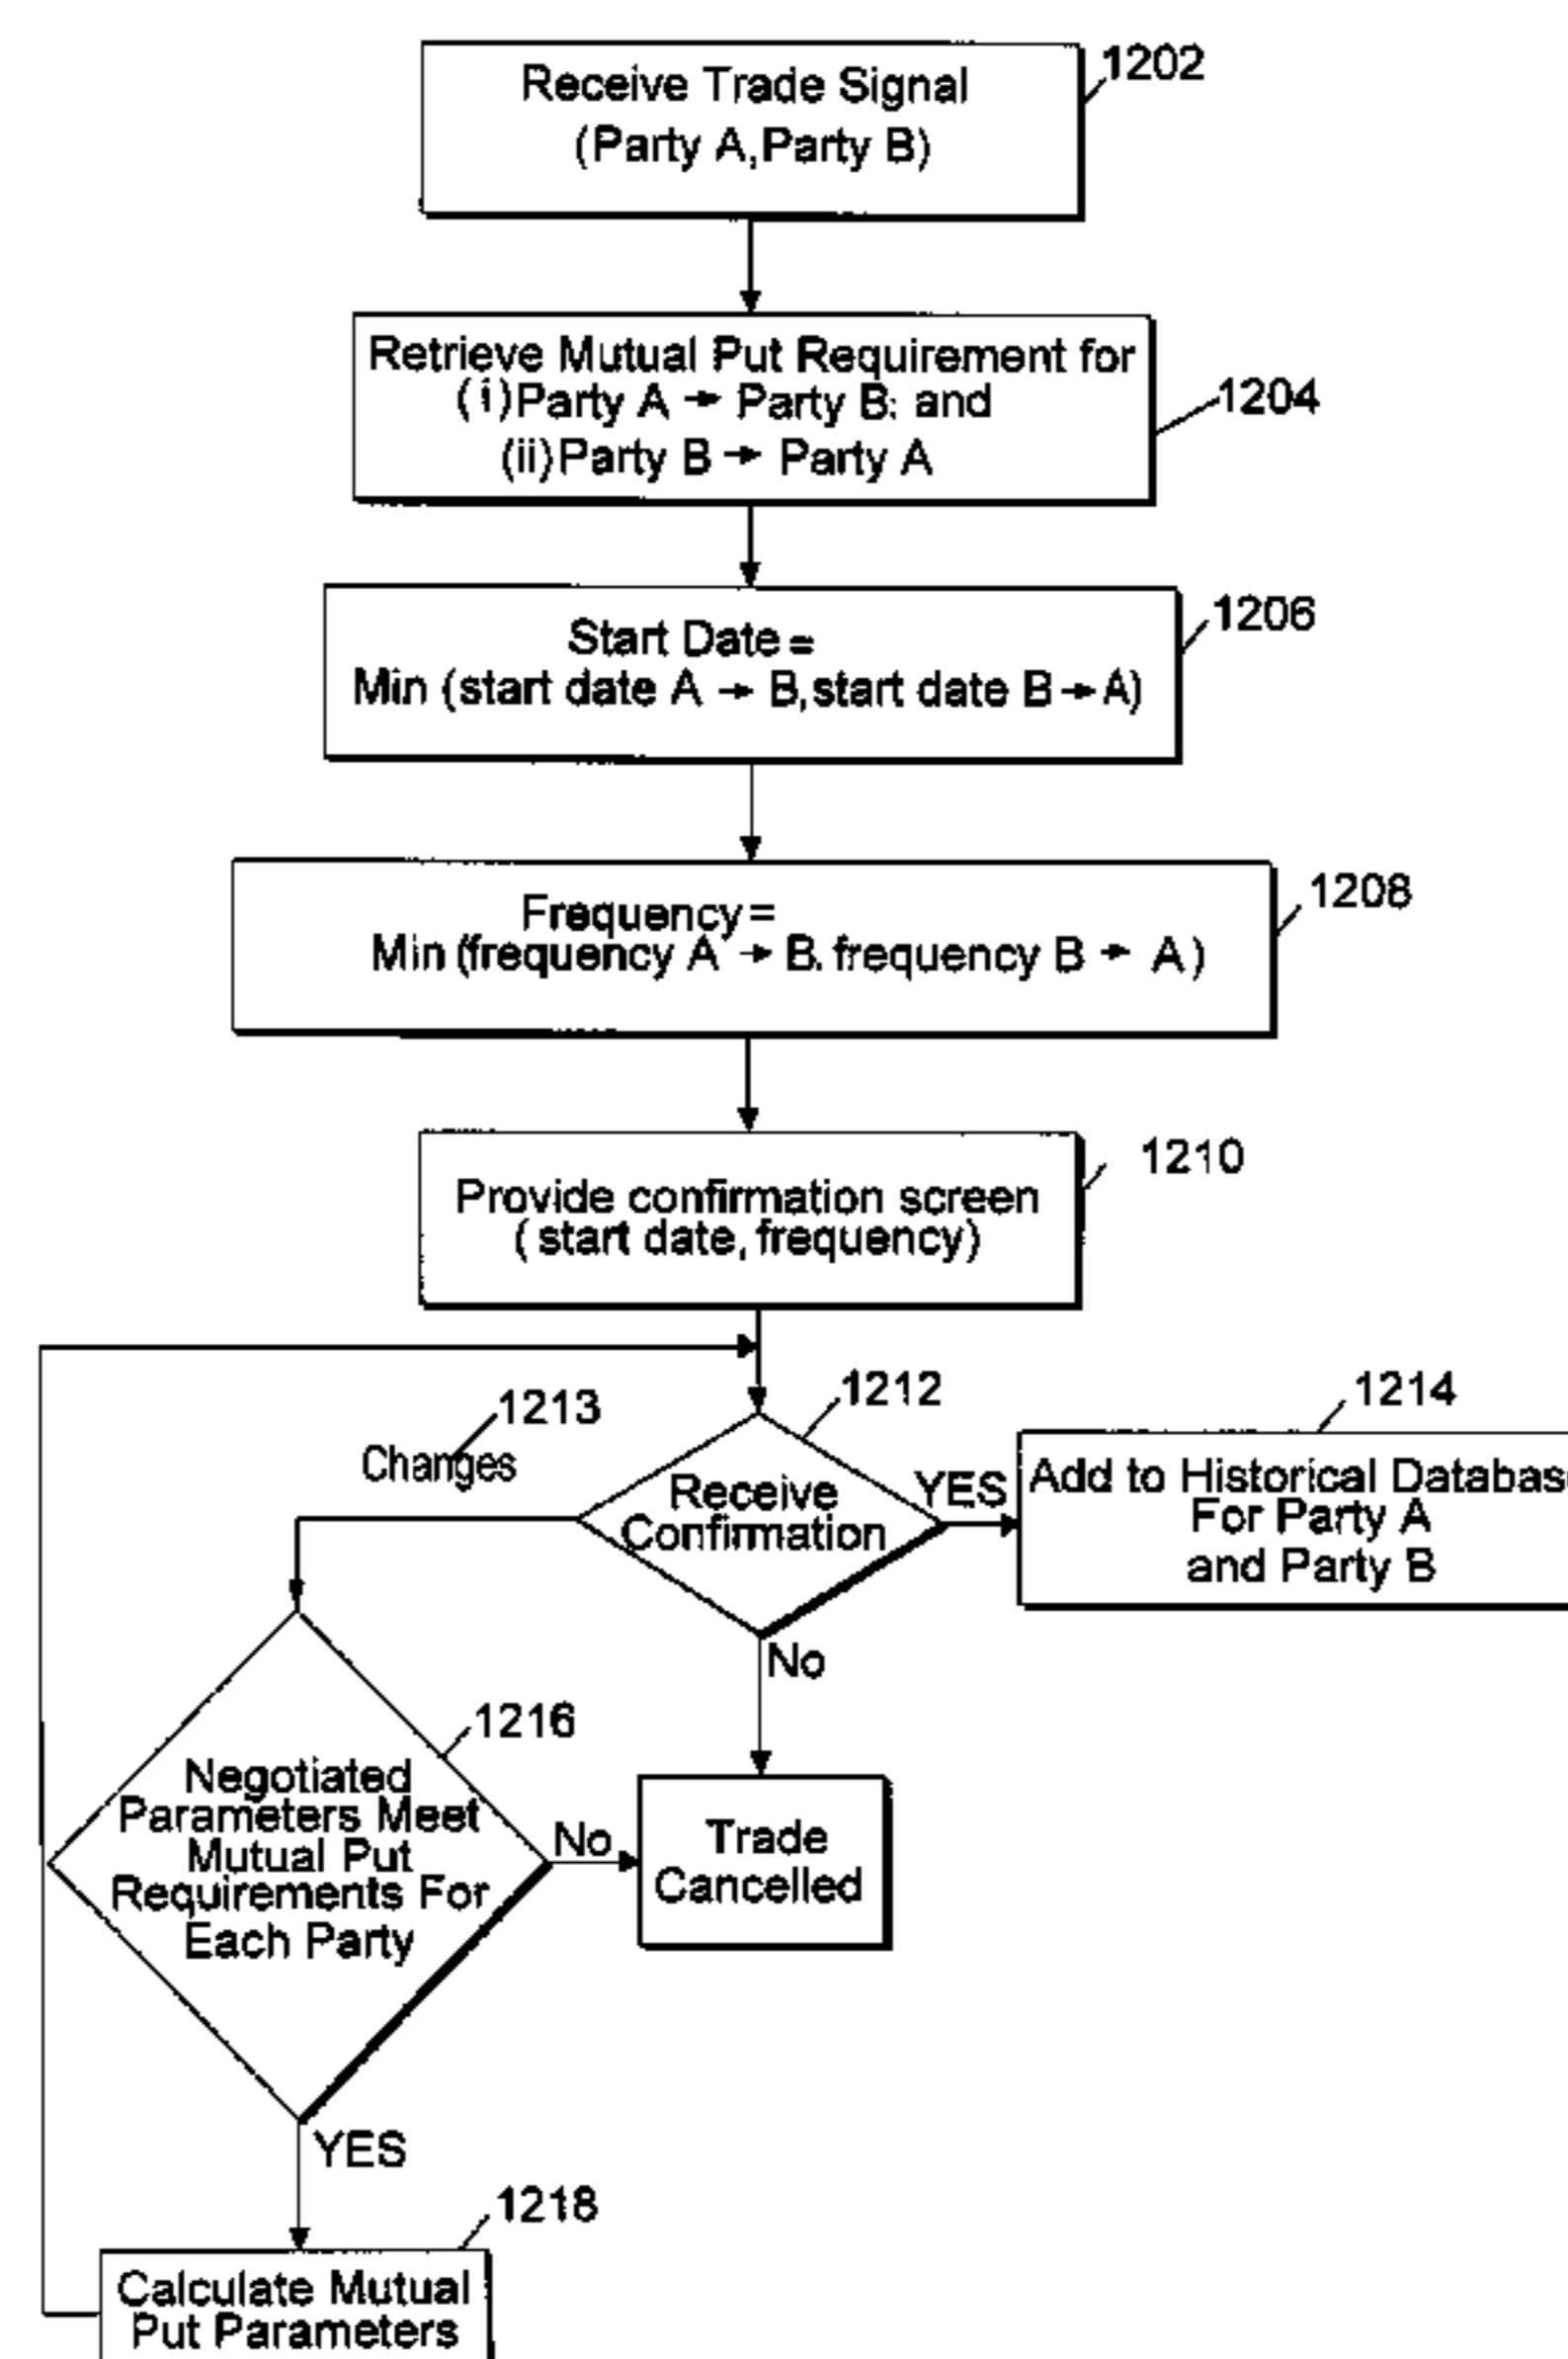 Receive Trade Signal
(Party A, Party B)
1202
Retrieve Mutual Put Requirement for
(i) Party A → Party B; and
(ii) Party B → Party A
1204
Start Date =
Min (start date A → B, start date B → A)
1206
Frequency =
Min (frequency A → B, frequency B → A)
1208
Provide confirmation screen
(start date, frequency)
1210
1213
Changes
1212
Receive
Confirmation
YES
1214
Add to Historical Databas
For Party A
and Party B
No
1216
Negotiated
Parameters Meet
Mutual Put
Requirements For
Each Party
No
Trade
Cancelled
YES
1218
Calculate Mutual
Put Parameters